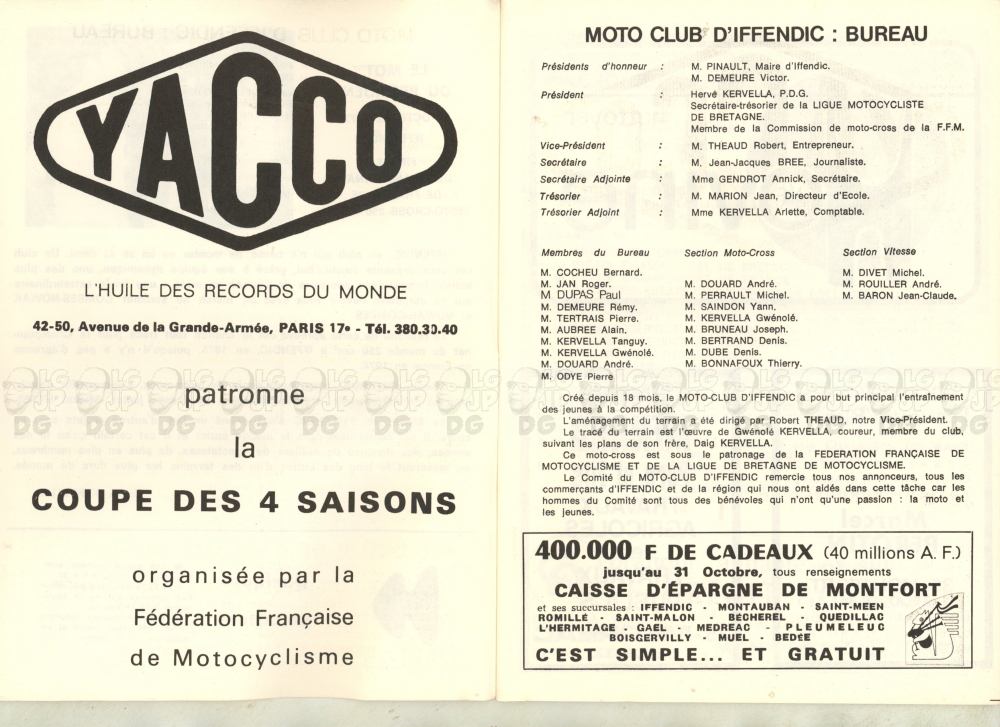 YACCO
L'HUILE DES RECORDS DU MONDE
42-50, Avenue de la Grande-Armée, PARIS 17e - Tél. 380.30.40
patronne
la
COUPE DES 4 SAISONS
organisée par la
Fédération Française
de Motocyclisme
MOTO CLUB D'IFFENDIC : BUREAU
Présidents d'honneur : M. PINAULT, Maire d'Iffendic.
M. DEMEURE Victor.
Président : Hervé KERVELLA, P.D.G.
Secrétaire-trésorier de la LIGUE MOTOCYCLISTE
DE BRETAGNE.
Membre de la Commission de moto-cross de la F.F.M.
Vice-Président : M. THEAUD Robert, Entrepreneur.
Secrétaire : M. Jean-Jacques BREE, Journaliste.
Secrétaire Adjointe : Mme GENDROT Annick, Secrétaire.
Trésorier : M. MARION Jean, Directeur d'Ecole.
Trésorier Adjoint : Mme KERVELLA Arlette, Comptable.
Membres du Bureau
M. COCHEU Bernard.
M. JAN Roger.
M DUPAS Paul
M. DEMEURE Rémy.
M. TERTRAIS Pierre.
M. AUBREE Alain.
M. KERVELLA Tanguy.
M. KERVELLA Gwénolé.
M. DOUARD André.
M. ODYE Pierre
Section Moto-Cross
M. DOUARD André.
M. PERRAULT Michel.
M. SAINDON Yann.
M. KERVELLA Gwénolé.
M. BRUNEAU Joseph.
M. BERTRAND Denis.
M. DUBE Denis.
M. BONNAFOUX Thierry.
Section Vitesse
M. DIVET Michel.
M. ROUILLER André.
M. BARON Jean-Claude.
Créé depuis 18 mois, le MOTO-CLUB D'IFFENDIC a pour but principal l'entraînement
des jeunes à la compétition.
L'aménagement du terrain a été dirigé par Robert THEAUD, notre Vice-Président.
Le tracé du terrain est l'œuvre de Gwénolé KERVELLA, coureur, membre du club,
suivant les plans de son frère, Daig KERVELLA.
Ce moto-cross est sous le patronage de la FEDERATION FRANÇAISE DE
MOTOCYCLISME ET DE LA LIGUE DE BRETAGNE DE MOTOCYCLISME.
Le Comité du MOTO-CLUB D'IFFENDIC remercie tous nos annonceurs, tous les
commerçants d'IFFENDIC et de la région qui nous ont aidés dans cette tâche car les
hommes du Comité sont tous des bénévoles qui n'ont qu'une passion : la moto et
les jeunes.
400.000 F DE CADEAUX (40 millions A. F.)
jusqu'au 31 Octobre, tous renseignements
CAISSE D'ÉPARGNE DE MONTFORT
et ses succursales : IFFENDIC - MONTAUBAN - SAINT-MEEN
ROMILLÉ - SAINT-MALON - BÉCHEREL - QUEDILLAC
L'HERMITAGE - GAËL - MEDREAC - PLEUMELEUC
BOISGERVILLY - MUEL - BEDÉE
C'EST SIMPLE... ET GRATUIT